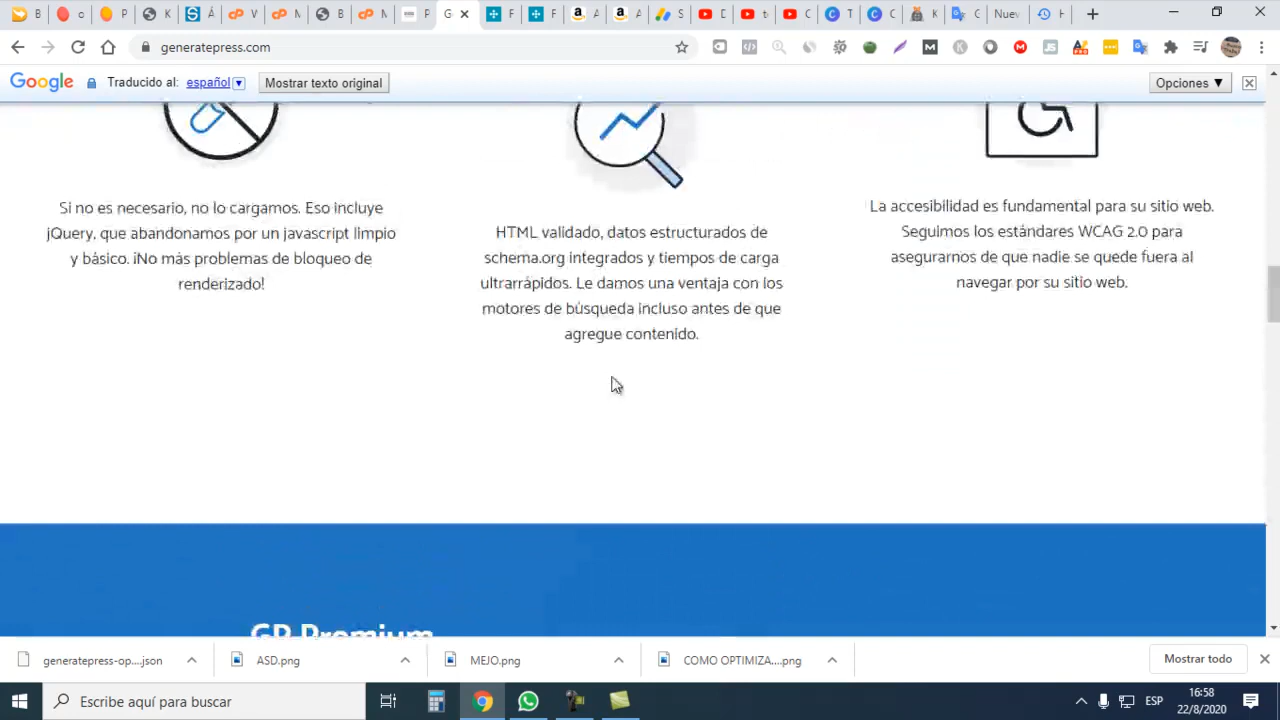 B
o
P
K
Á
V
M
B
M
P
G
F
F
A
A
S
D
t
C
T
C
K
C
Nuev
H
generatepress.com
Google
Traducido al:
español
Mostrar texto original
Opciones ▼
Si no es necesario, no lo cargamos. Eso incluye
jQuery, que abandonamos por un javascript limpio
y básico. ¡No más problemas de bloqueo de
renderizado!
HTML validado, datos estructurados de
schema.org integrados y tiempos de carga
ultrarrápidos. Le damos una ventaja con los
motores de búsqueda incluso antes de que
agregue contenido.
La accesibilidad es fundamental para su sitio web.
Seguimos los estándares WCAG 2.0 para
asegurarnos de que nadie se quede fuera al
navegar por su sitio web.
GP Premium
generatepress-op....json
ASD.png
MEJO.png
COMO OPTIMIZA....png
Mostrar todo
Escribe aquí para buscar
ESP
16:58
22/8/2020